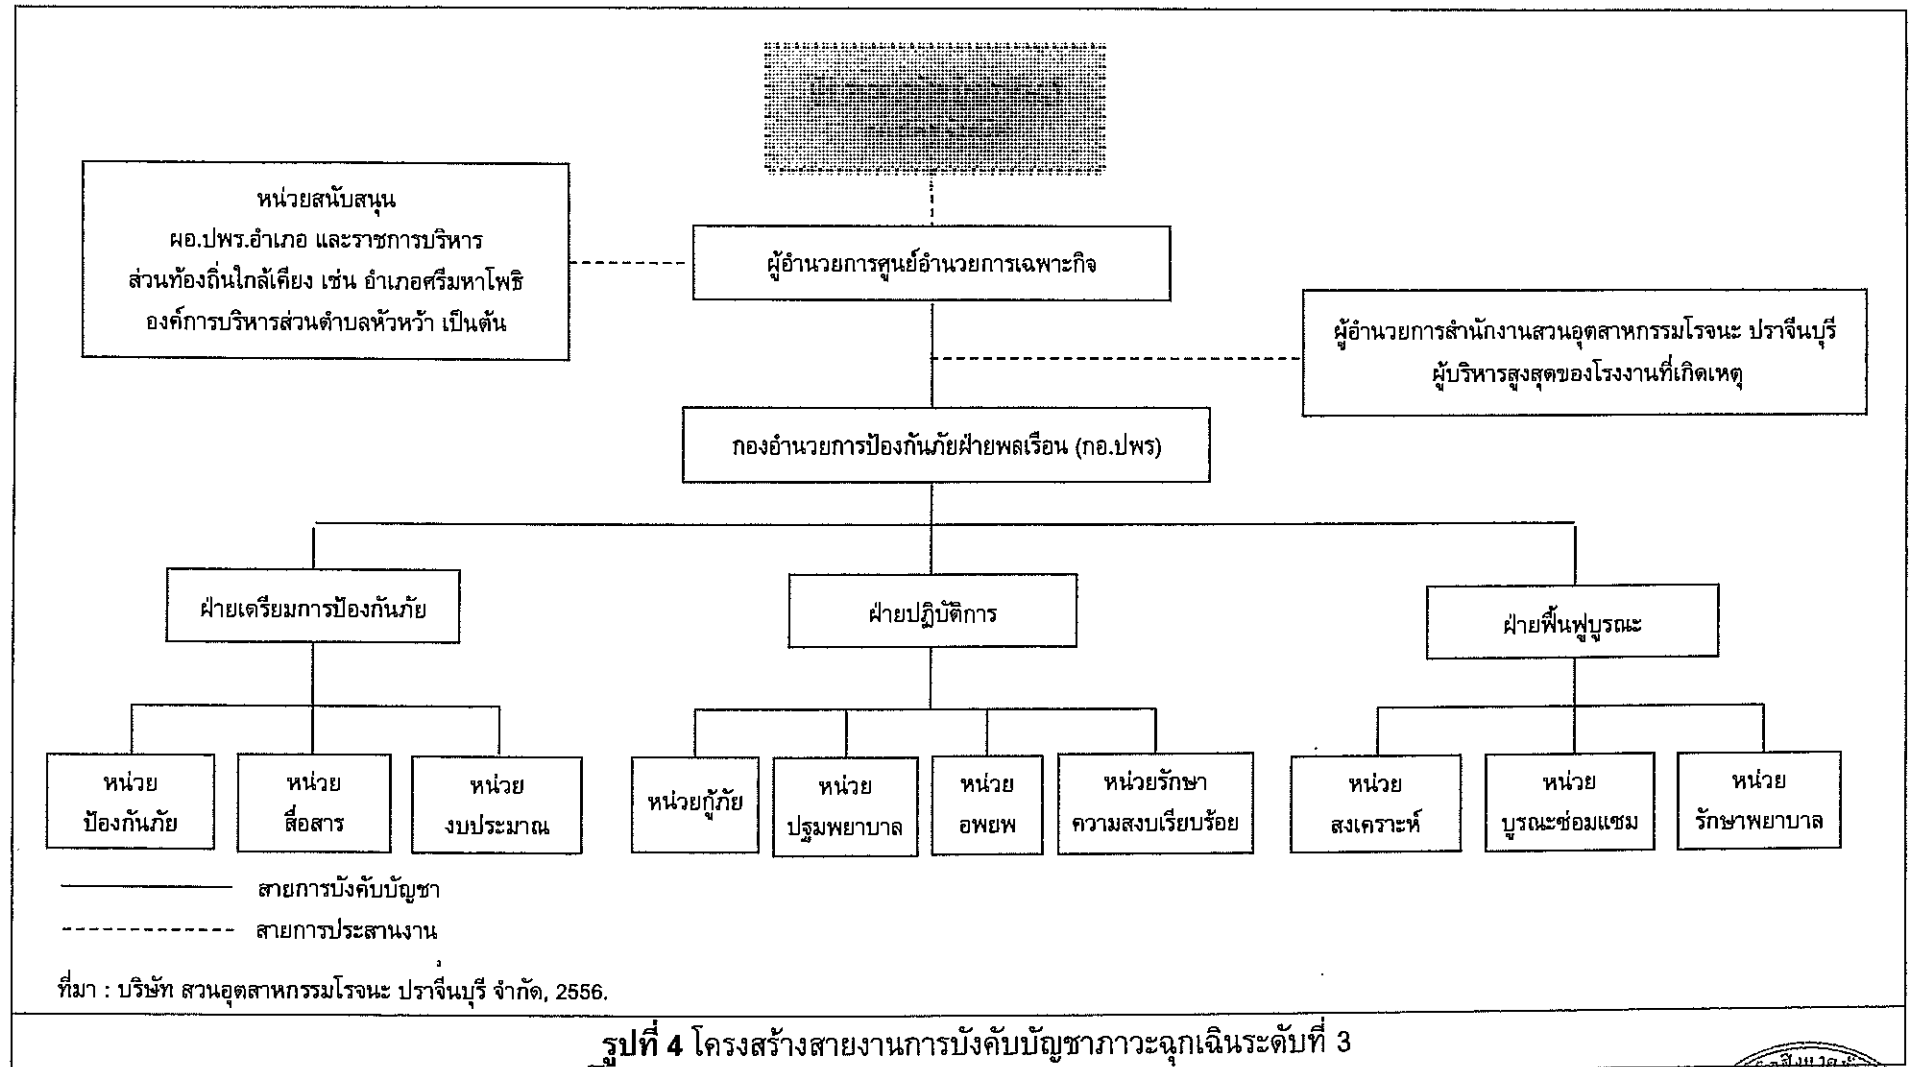 หน่วยสนับสนุน
ผอ.ปพร.อำเภอ และราชการบริหาร
ส่วนท้องถิ่นใกล้เคียง เช่น อำเภอศรีมหาโพธิ
องค์การบริหารส่วนตำบลหัวหว้า เป็นต้น
ผู้อำนวยการศูนย์อำนวยการเฉพาะกิจ
ผู้อำนวยการสำนักงานสวนอุตสาหกรรมโรจนะ ปราจีนบุรี
ผู้บริหารสูงสุดของโรงงานที่เกิดเหตุ
กองอำนวยการป้องกันภัยฝ่ายพลเรือน (กอ.ปพร)
ฝ่ายเตรียมการป้องกันภัย
ฝ่ายปฏิบัติการ
ฝ่ายฟื้นฟูบูรณะ
หน่วย
ป้องกันภัย
หน่วย
สื่อสาร
หน่วย
งบประมาณ
หน่วยกู้ภัย
หน่วย
ปฐมพยาบาล
หน่วย
อพยพ
หน่วยรักษา
ความสงบเรียบร้อย
หน่วย
สงเคราะห์
หน่วย
บูรณะซ่อมแซม
หน่วย
รักษาพยาบาล
สายการบังคับบัญชา
สายการประสานงาน
ที่มา : บริษัท สวนอุตสาหกรรมโรจนะ ปราจีนบุรี จำกัด, 2556.
รูปที่ 4 โครงสร้างสายงานการบังคับบัญชาภาวะฉุกเฉินระดับที่ 3